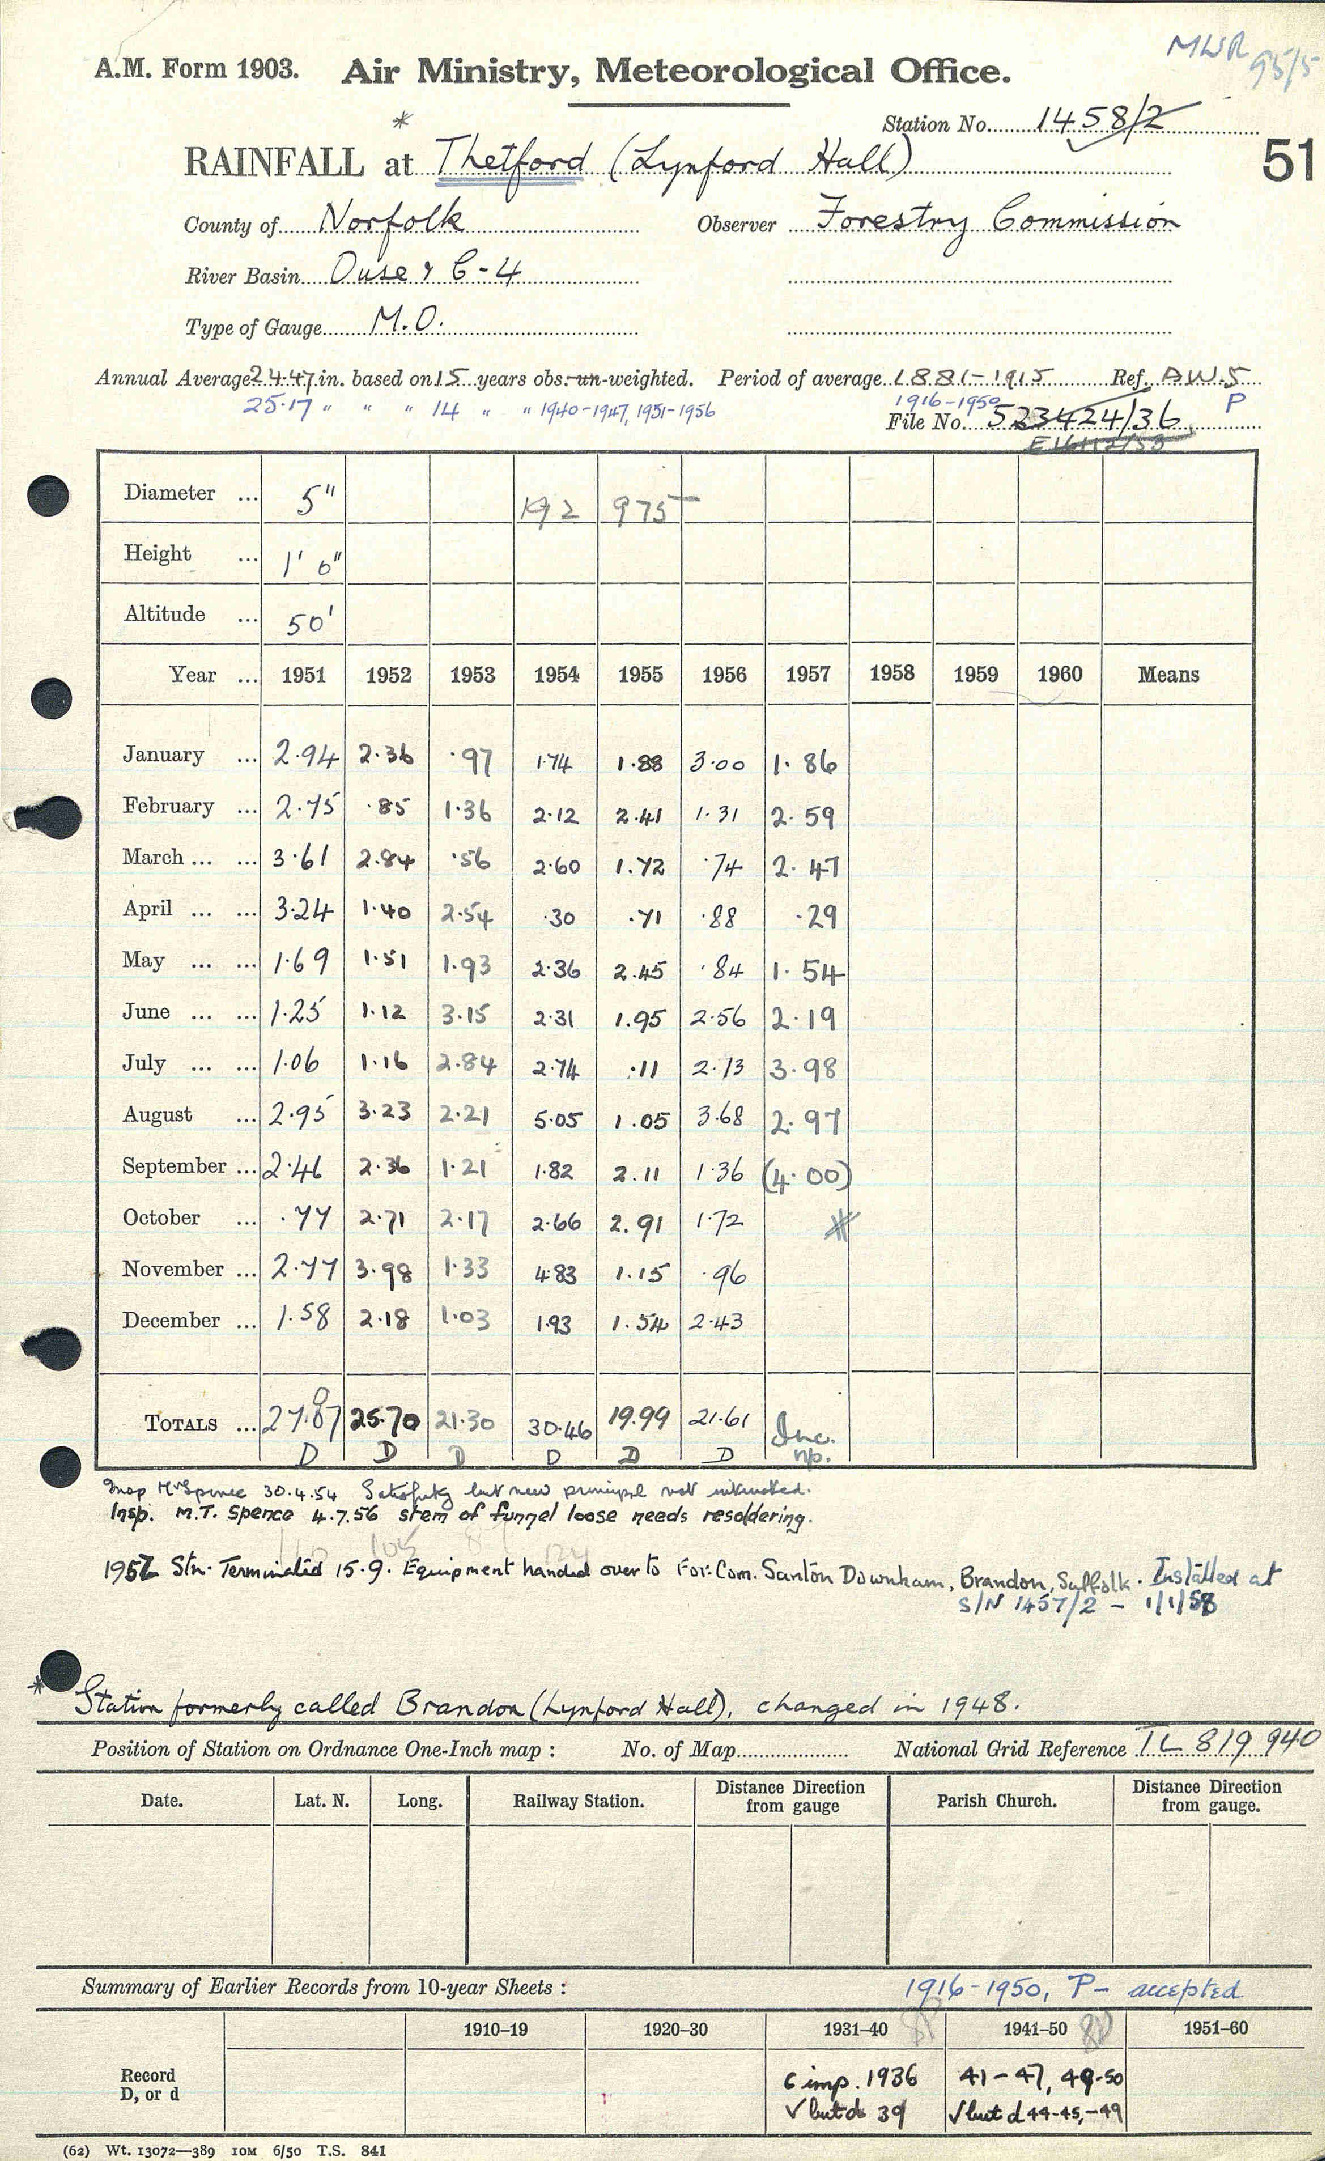 MWR 95/5
A.M. Form 1903. Air Ministry, Meteorological Office.
Station No. 1458/2
51
* RAINFALL at Thetford (Lynford Hall)
County of Norfolk Observer Forestry Commission
River Basin Ouse & C-4
Type of Gauge M.O.
Annual Average 24.47 in. based on 15 years obs. un-weighted. Period of average 1881-1915 Ref. AW.S
25.17 " " " 14 " " 1940-1947, 1951-1956 1916-1950 P
File No. 523424/36
Diameter ... 5" 192 975
Height ... 1' 0"
Altitude ... 50'
Year ... 1951 1952 1953 1954 1955 1956 1957 1958 1959 1960 Means
January ... 2.94 2.36 .97 1.74 1.88 3.00 1.86
February ... 2.75 .85 1.36 2.12 2.41 1.31 2.59
March ... ... 3.61 2.84 .56 2.60 1.72 .74 2.47
April ... ... 3.24 1.40 2.54 .30 .71 .88 .29
May ... ... 1.69 1.51 1.93 2.36 2.45 .84 1.54
June ... ... 1.25 1.12 3.15 2.31 1.95 2.56 2.19
July ... ... 1.06 1.16 2.84 2.74 .11 2.13 3.98
August ... 2.95 3.23 2.21 5.05 1.05 3.68 2.97
September ... 2.46 2.36 1.21 1.82 2.11 1.36 (4.00)
October ... .77 2.71 2.17 2.66 2.91 1.72
November ... 2.77 3.98 1.33 4.83 1.15 .96
December ... 1.58 2.18 1.03 1.93 1.54 2.43
TOTALS ... 27.07 25.70 21.30 30.46 19.99 21.61 Inc.
D D D D D D np.
Insp Mr Spence 30.4.54 Satisfactory but new principal not interested.
Insp. M.T. Spence 4.7.56 stem of funnel loose needs resoldering.
1957 Stn. Terminated 15.9. Equipment handed over to For: Com. Santon Downham, Brandon, Suffolk. Installed at
S/N 1457/2 - 1/1/58
* Station formerly called Brandon (Lynford Hall), changed in 1948.
Position of Station on Ordnance One-Inch map : No. of Map National Grid Reference TL 819 940
Date. Lat. N. Long. Railway Station. Distance from gauge Direction Parish Church. Distance from gauge. Direction
Summary of Earlier Records from 10-year Sheets : 1916-1950, P- accepted
1910–19 1920–30 1931–40 1941–50 1951–60
Record D, or d
6 imp. 1936 41-47, 49-50
√ but d 39 √ but d 44-45,-49
(62) Wt. 13072—389 10M 6/50 T.S. 841